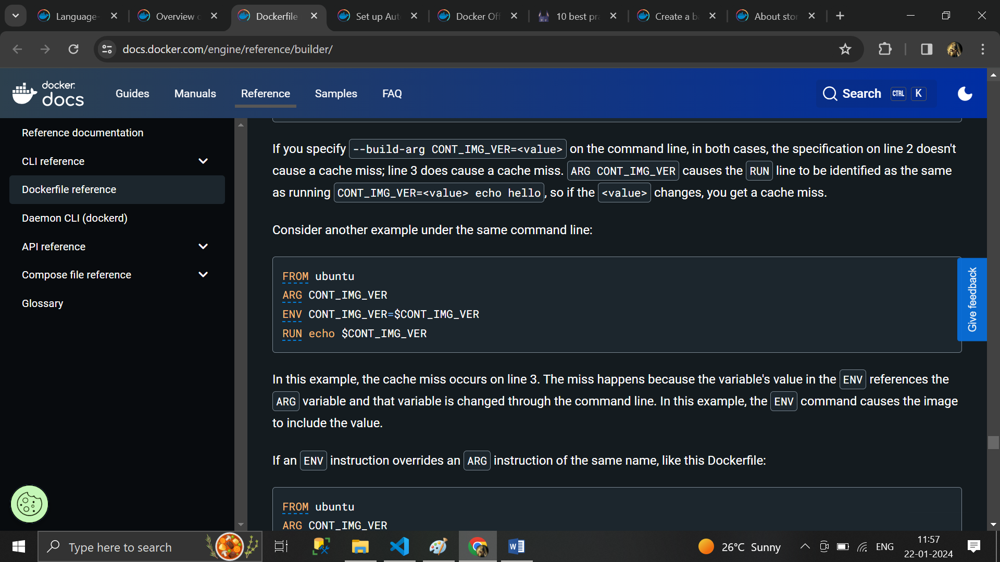 Language-
Overview c
Dockerfile
Set up Aut
Docker Off
10 best pra
Create a ba
About stor
docs.docker.com/engine/reference/builder/
docker
docs
Guides
Manuals
Reference
Samples
FAQ
Search
CTRL
K
Reference documentation
CLI reference
Dockerfile reference
Daemon CLI (dockerd)
API reference
Compose file reference
Glossary
If you specify --build-arg CONT_IMG_VER=<value> on the command line, in both cases, the specification on line 2 doesn't
cause a cache miss; line 3 does cause a cache miss. ARG CONT_IMG_VER causes the RUN line to be identified as the same
as running CONT_IMG_VER=<value> echo hello, so if the <value> changes, you get a cache miss.
Consider another example under the same command line:
FROM ubuntu
ARG CONT_IMG_VER
ENV CONT_IMG_VER=$CONT_IMG_VER
RUN echo $CONT_IMG_VER
In this example, the cache miss occurs on line 3. The miss happens because the variable's value in the ENV references the
ARG variable and that variable is changed through the command line. In this example, the ENV command causes the image
to include the value.
If an ENV instruction overrides an ARG instruction of the same name, like this Dockerfile:
FROM ubuntu
ARG CONT_IMG_VER
Give feedback
Type here to search
26°C Sunny
ENG
11:57
22-01-2024